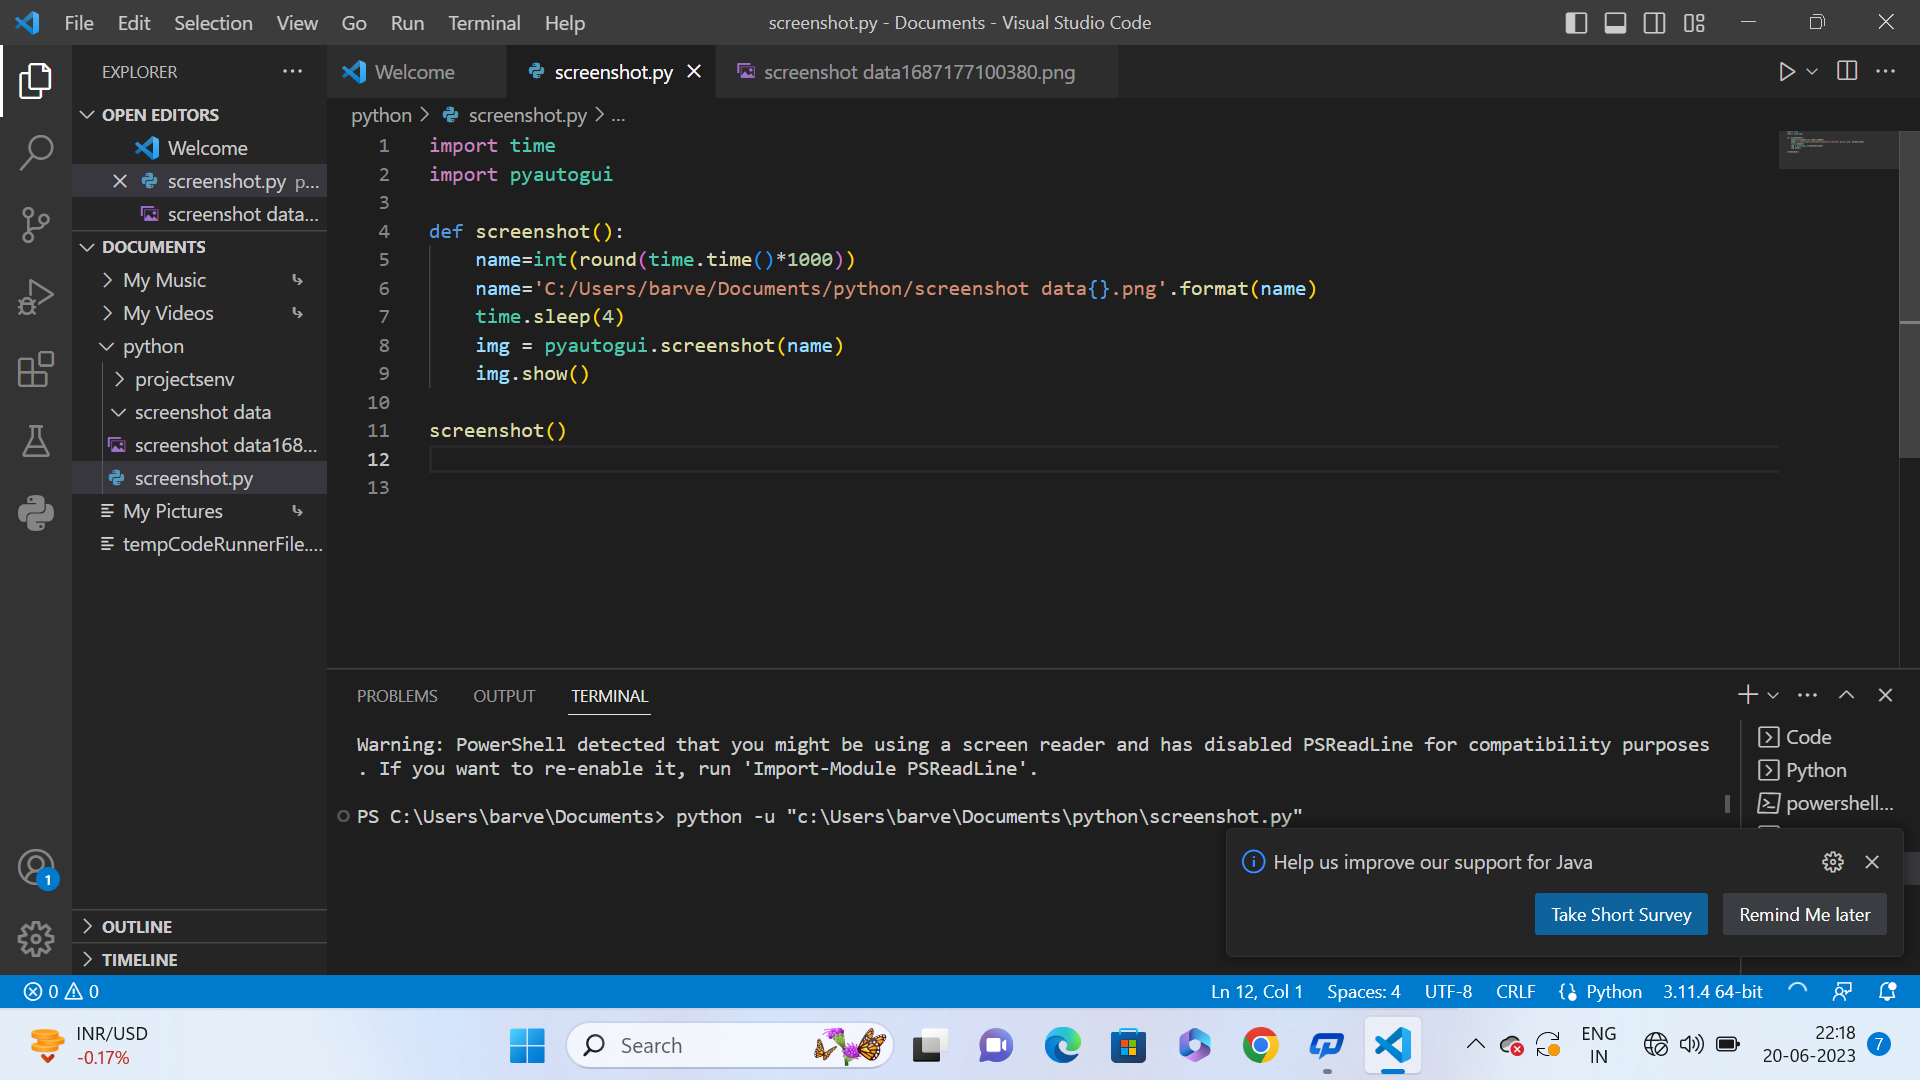 File Edit Selection View Go Run Terminal Help
screenshot.py - Documents - Visual Studio Code
EXPLORER
Welcome
screenshot.py
screenshot data1687177100380.png
OPEN EDITORS
Welcome
screenshot.py p...
screenshot data...
DOCUMENTS
My Music
My Videos
python
projectsenv
screenshot data
screenshot data168...
screenshot.py
My Pictures
tempCodeRunnerFile....
OUTLINE
TIMELINE
python > screenshot.py > ...
1 import time
2 import pyautogui
3
4 def screenshot():
5 name=int(round(time.time()*1000))
6 name='C:/Users/barve/Documents/python/screenshot data{}.png'.format(name)
7 time.sleep(4)
8 img = pyautogui.screenshot(name)
9 img.show()
10
11 screenshot()
12
13
PROBLEMS OUTPUT TERMINAL
Warning: PowerShell detected that you might be using a screen reader and has disabled PSReadLine for compatibility purposes
. If you want to re-enable it, run 'Import-Module PSReadLine'.
PS C:\Users\barve\Documents> python -u "c:\Users\barve\Documents\python\screenshot.py"
Code
Python
powershell...
Help us improve our support for Java
Take Short Survey
Remind Me later
1
0 0
Ln 12, Col 1 Spaces: 4 UTF-8 CRLF Python 3.11.4 64-bit
INR/USD
-0.17%
Search
ENG
IN
22:18
20-06-2023
7